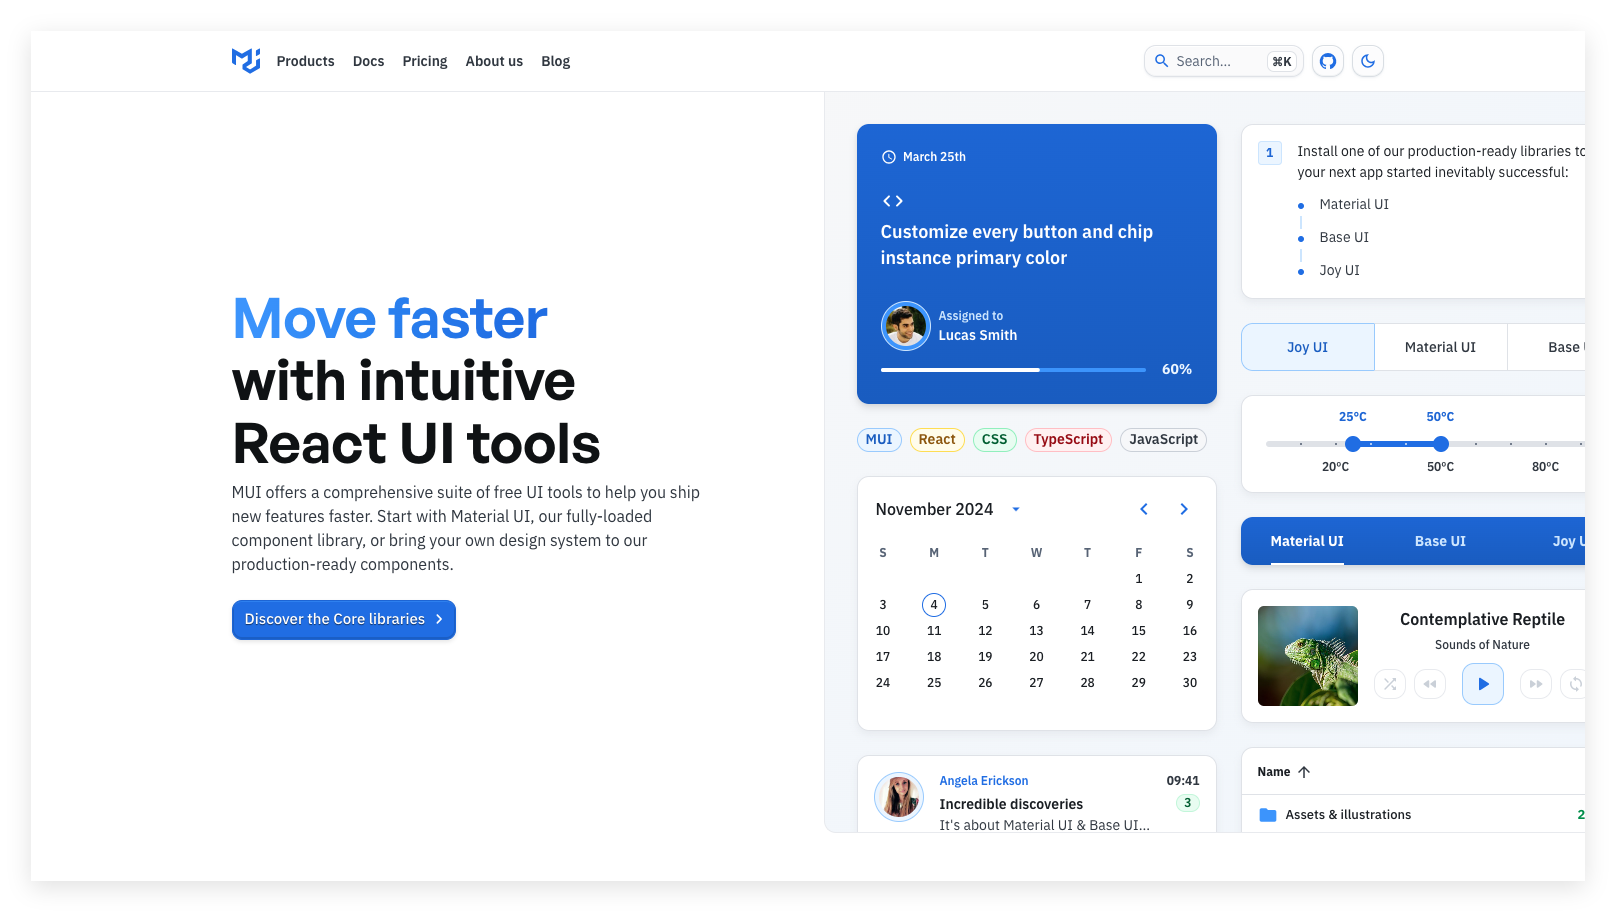 Products Docs Pricing About us Blog
Search... ⌘K
Move faster
with intuitive
React UI tools
MUI offers a comprehensive suite of free UI tools to help you ship
new features faster. Start with Material UI, our fully-loaded
component library, or bring your own design system to our
production-ready components.
Discover the Core libraries
March 25th
Customize every button and chip
instance primary color
Assigned to
Lucas Smith
60%
MUI React CSS TypeScript JavaScript
November 2024
S M T W T F S
1 2
3 4 5 6 7 8 9
10 11 12 13 14 15 16
17 18 19 20 21 22 23
24 25 26 27 28 29 30
Angela Erickson 09:41
Incredible discoveries 3
It's about Material UI & Base UI...
1 Install one of our production-ready libraries to
your next app started inevitably successful:
Material UI
Base UI
Joy UI
Joy UI Material UI Base
25°C 50°C
20°C 50°C 80°C
Material UI Base UI Joy
Contemplative Reptile
Sounds of Nature
Name
Assets & illustrations 2